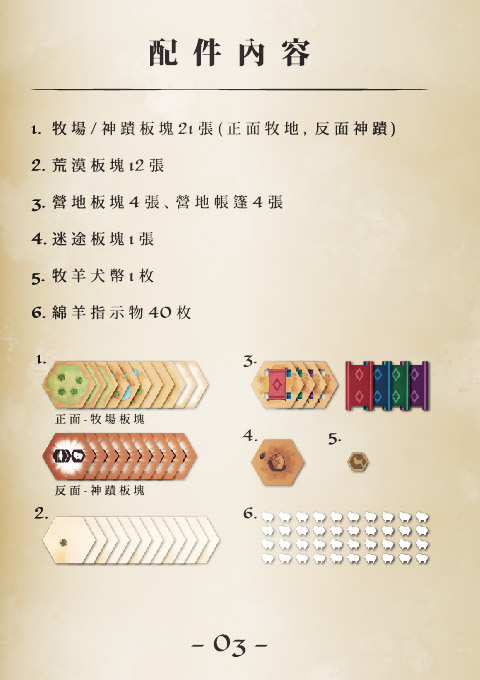 配件內容
1. 牧場/神蹟板塊21張(正面牧地, 反面神蹟)
2. 荒漠板塊12張
3. 營地板塊4張、營地帳篷4張
4. 迷途板塊1張
5. 牧羊犬幣1枚
6. 綿羊指示物40枚
1.
正面-牧場板塊
反面-神蹟板塊
2.
3.
4.
5.
6.
- 03 -